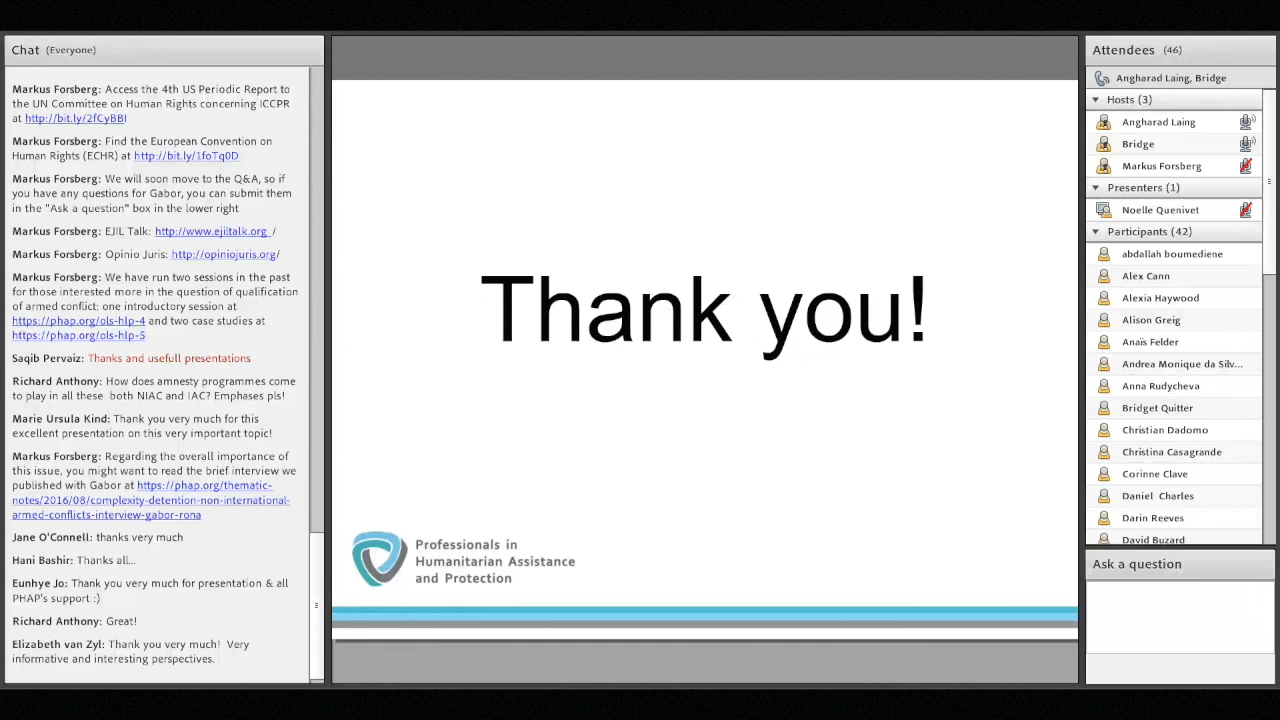 Chat (Everyone)
Markus Forsberg: Access the 4th US Periodic Report to
the UN Committee on Human Rights concerning ICCPR
at http://bit.ly/2fCyBBl
Markus Forsberg: Find the European Convention on
Human Rights (ECHR) at http://bit.ly/1foTq0D
Markus Forsberg: We will soon move to the Q&A, so if
you have any questions for Gabor, you can submit them
in the "Ask a question" box in the lower right
Markus Forsberg: EJIL Talk: http://www.ejiltalk.org /
Markus Forsberg: Opinio Juris: http://opiniojuris.org/
Markus Forsberg: We have run two sessions in the past
for those interested more in the question of qualification
of armed conflict: one introductory session at
https://phap.org/ols-hlp-4 and two case studies at
https://phap.org/ols-hlp-5
Saqib Pervaiz: Thanks and usefull presentations
Richard Anthony: How does amnesty programmes come
to play in all these both NIAC and IAC? Emphases pls!
Marie Ursula Kind: Thank you very much for this
excellent presentation on this very important topic!
Markus Forsberg: Regarding the overall importance of
this issue, you might want to read the brief interview we
published with Gabor at https://phap.org/thematic-
notes/2016/08/complexity-detention-non-international-
armed-conflicts-interview-gabor-rona
Jane O'Connell: thanks very much
Hani Bashir: Thanks all...
Eunhye Jo: Thank you very much for presentation & all
PHAP's support :)
Richard Anthony: Great!
Elizabeth van Zyl: Thank you very much! Very
informative and interesting perspectives.
Thank you!
Professionals in
Humanitarian Assistance
and Protection
Attendees (46)
Angharad Laing, Bridge
Hosts (3)
Angharad Laing
Bridge
Markus Forsberg
Presenters (1)
Noelle Quenivet
Participants (42)
abdallah boumediene
Alex Cann
Alexia Haywood
Alison Greig
Anaïs Felder
Andrea Monique da Silv...
Anna Rudycheva
Bridget Quitter
Christian Dadomo
Christina Casagrande
Corinne Clave
Daniel Charles
Darin Reeves
David Buzard
Ask a question